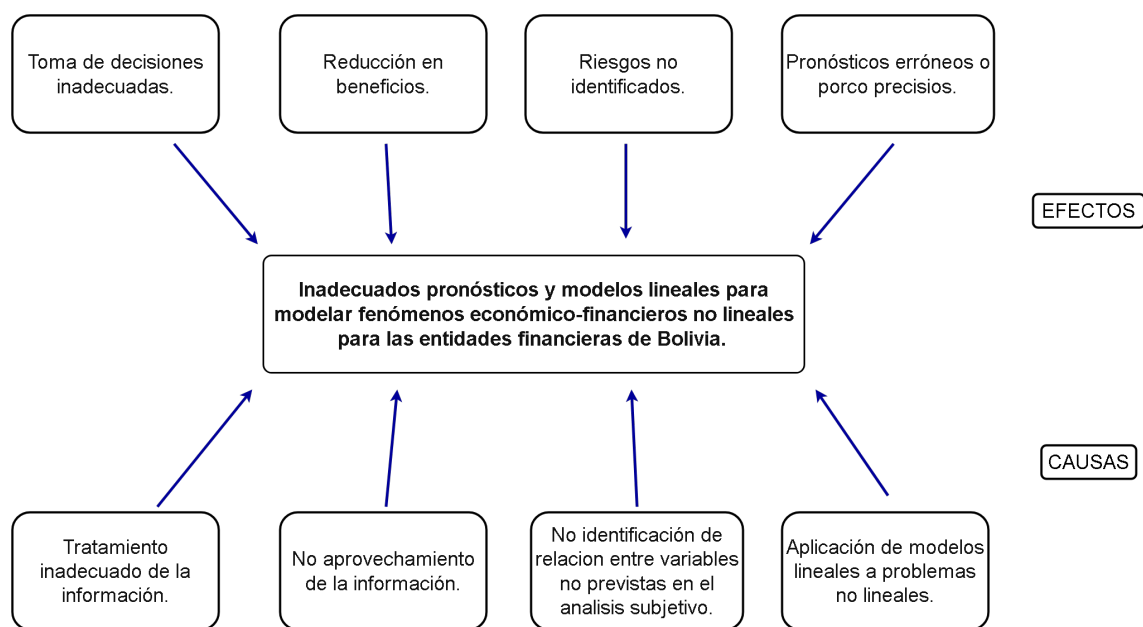 Toma de decisiones
inadecuadas.
Reducción en
beneficios.
Riesgos no
identificados.
Pronósticos erróneos o
porco precisios.
EFECTOS
Inadecuados pronósticos y modelos lineales para
modelar fenómenos económico-financieros no lineales
para las entidades financieras de Bolivia.
CAUSAS
Tratamiento
inadecuado de la
información.
No aprovechamiento
de la información.
No identificación de
relacion entre variables
no previstas en el
analisis subjetivo.
Aplicación de modelos
lineales a problemas
no lineales.